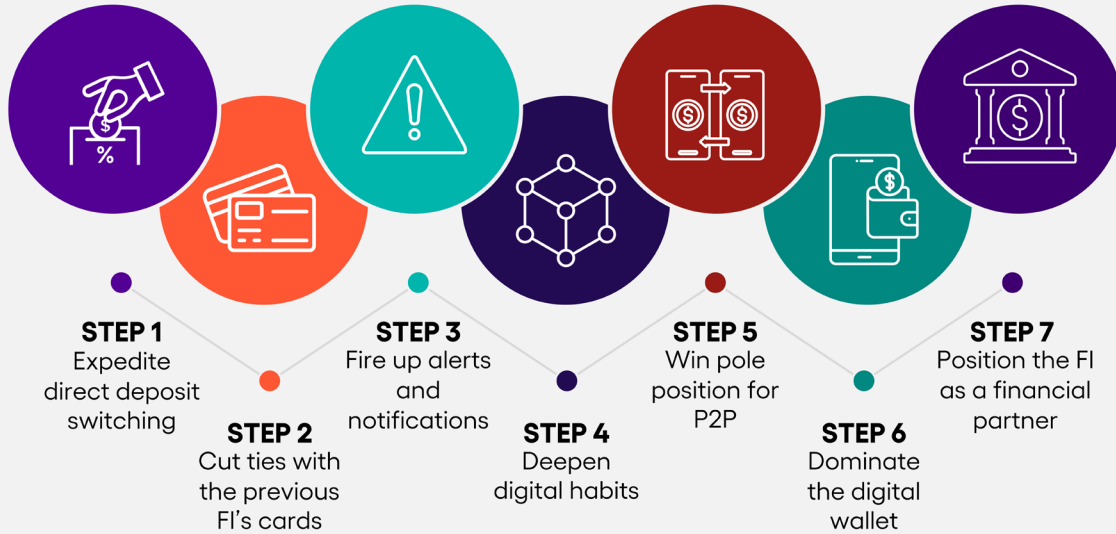 $
%
$
$
$
$
STEP 1
Expedite
direct deposit
switching
STEP 2
Cut ties with
the previous
FI's cards
STEP 3
Fire up alerts
and
notifications
STEP 4
Deepen
digital habits
STEP 5
Win pole
position for
P2P
STEP 6
Dominate
the digital
wallet
STEP 7
Position the FI
as a financial
partner